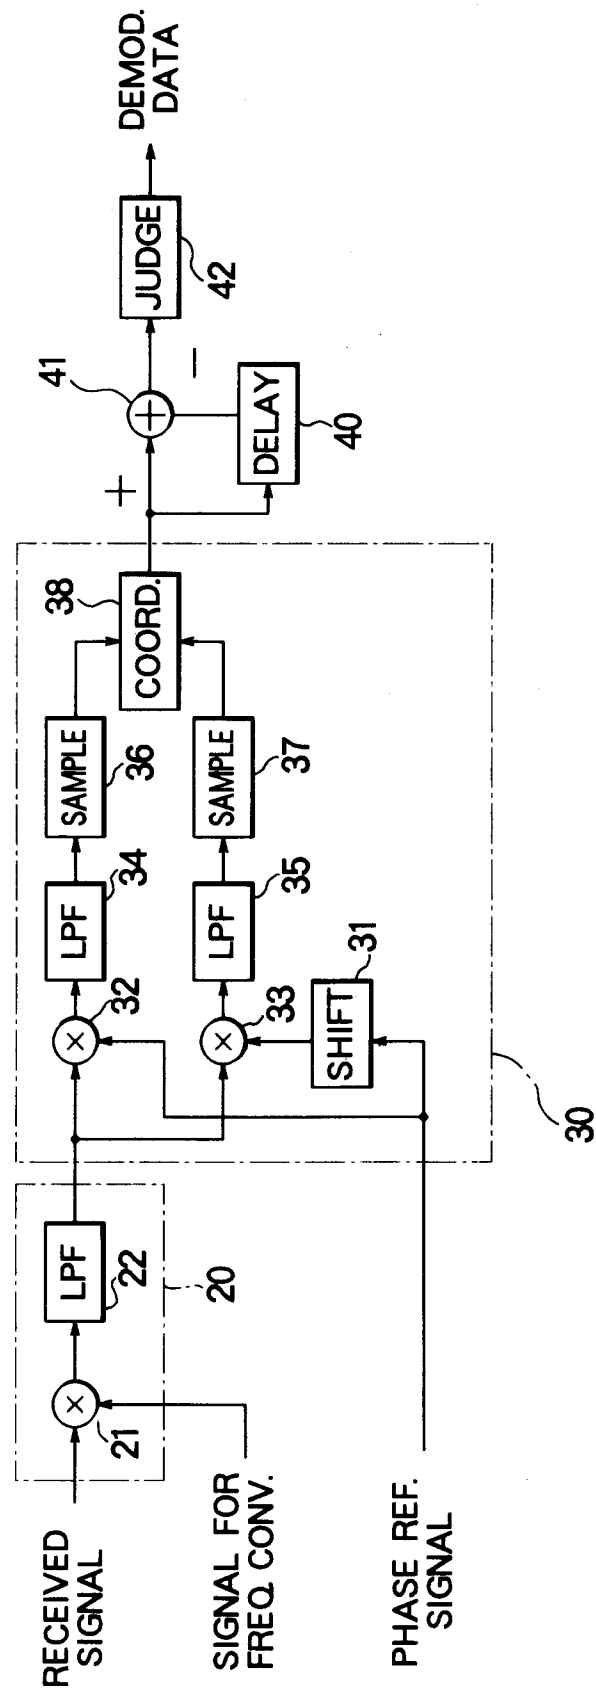 RECEIVED
SIGNAL
SIGNAL FOR
FREQ. CONV.
PHASE REF.
SIGNAL
×
21
LPF
22
20
×
32
×
33
SHIFT
31
30
LPF
34
LPF
35
SAMPLE
36
SAMPLE
37
COORD.
38
+
+
41
−
DELAY
40
JUDGE
42
DEMOD.
DATA